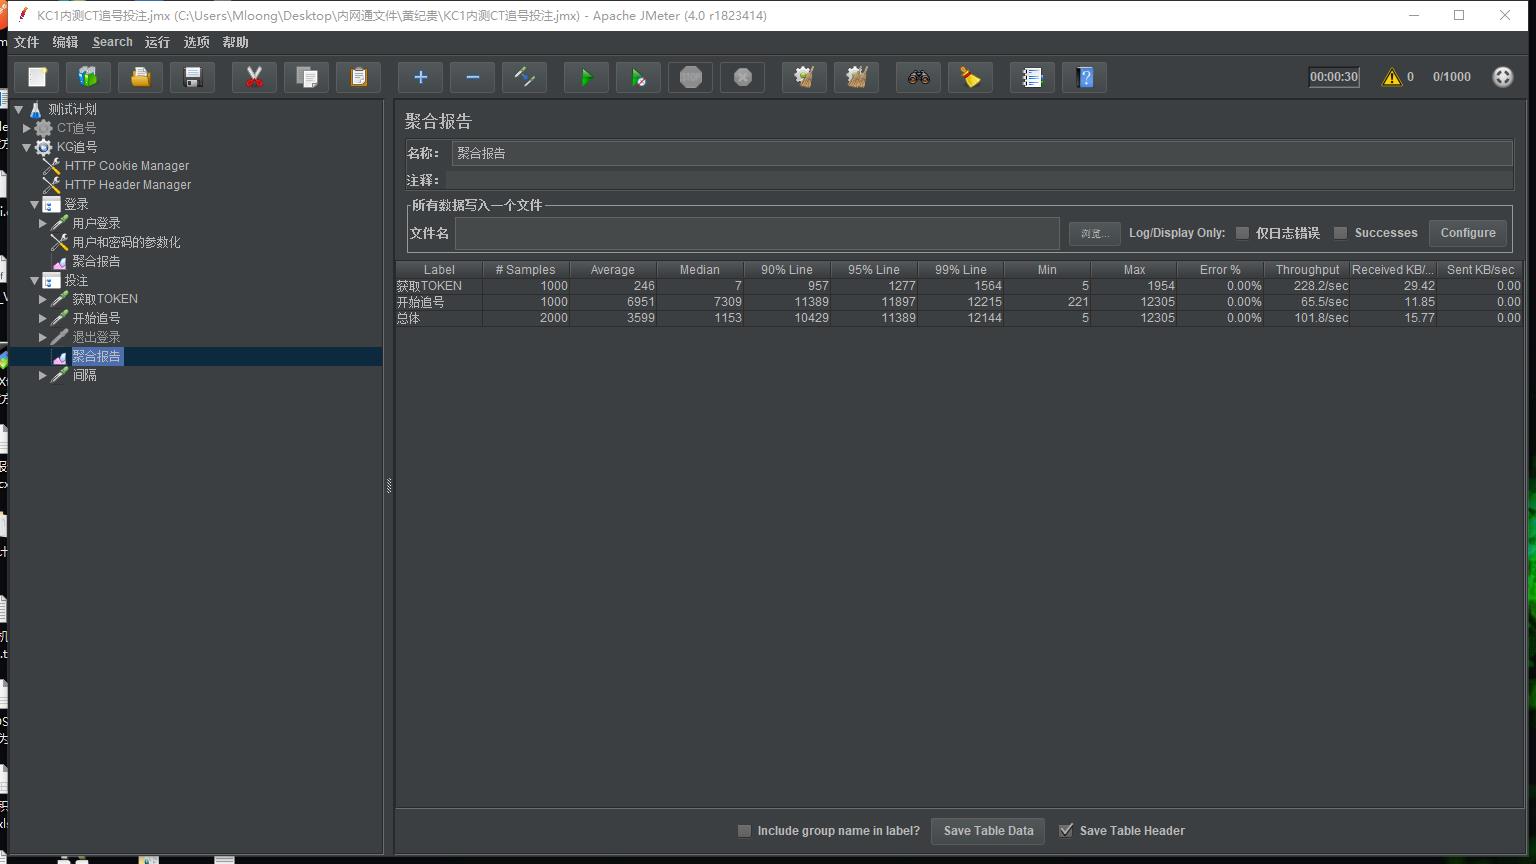 KC1内测CT追号投注.jmx (C:\Users\Mloong\Desktop\内网通文件\黄纪贵\KC1内测CT追号投注.jmx) - Apache JMeter (4.0 r1823414)
文件 编辑 Search 运行 选项 帮助
STOP 00:00:30 0 0/1000
测试计划
CT追号
KG追号
HTTP Cookie Manager
HTTP Header Manager
登录
用户登录
用户和密码的参数化
聚合报告
投注
获取TOKEN
开始追号
退出登录
聚合报告
间隔
聚合报告
名称： 聚合报告
注释：
所有数据写入一个文件
文件名 浏览... Log/Display Only: 仅日志错误 Successes Configure
Label # Samples Average Median 90% Line 95% Line 99% Line Min Max Error % Throughput Received KB/... Sent KB/sec
获取TOKEN 1000 246 7 957 1277 1564 5 1954 0.00% 228.2/sec 29.42 0.00
开始追号 1000 6951 7309 11389 11897 12215 221 12305 0.00% 65.5/sec 11.85 0.00
总体 2000 3599 1153 10429 11389 12144 5 12305 0.00% 101.8/sec 15.77 0.00
Include group name in label? Save Table Data Save Table Header